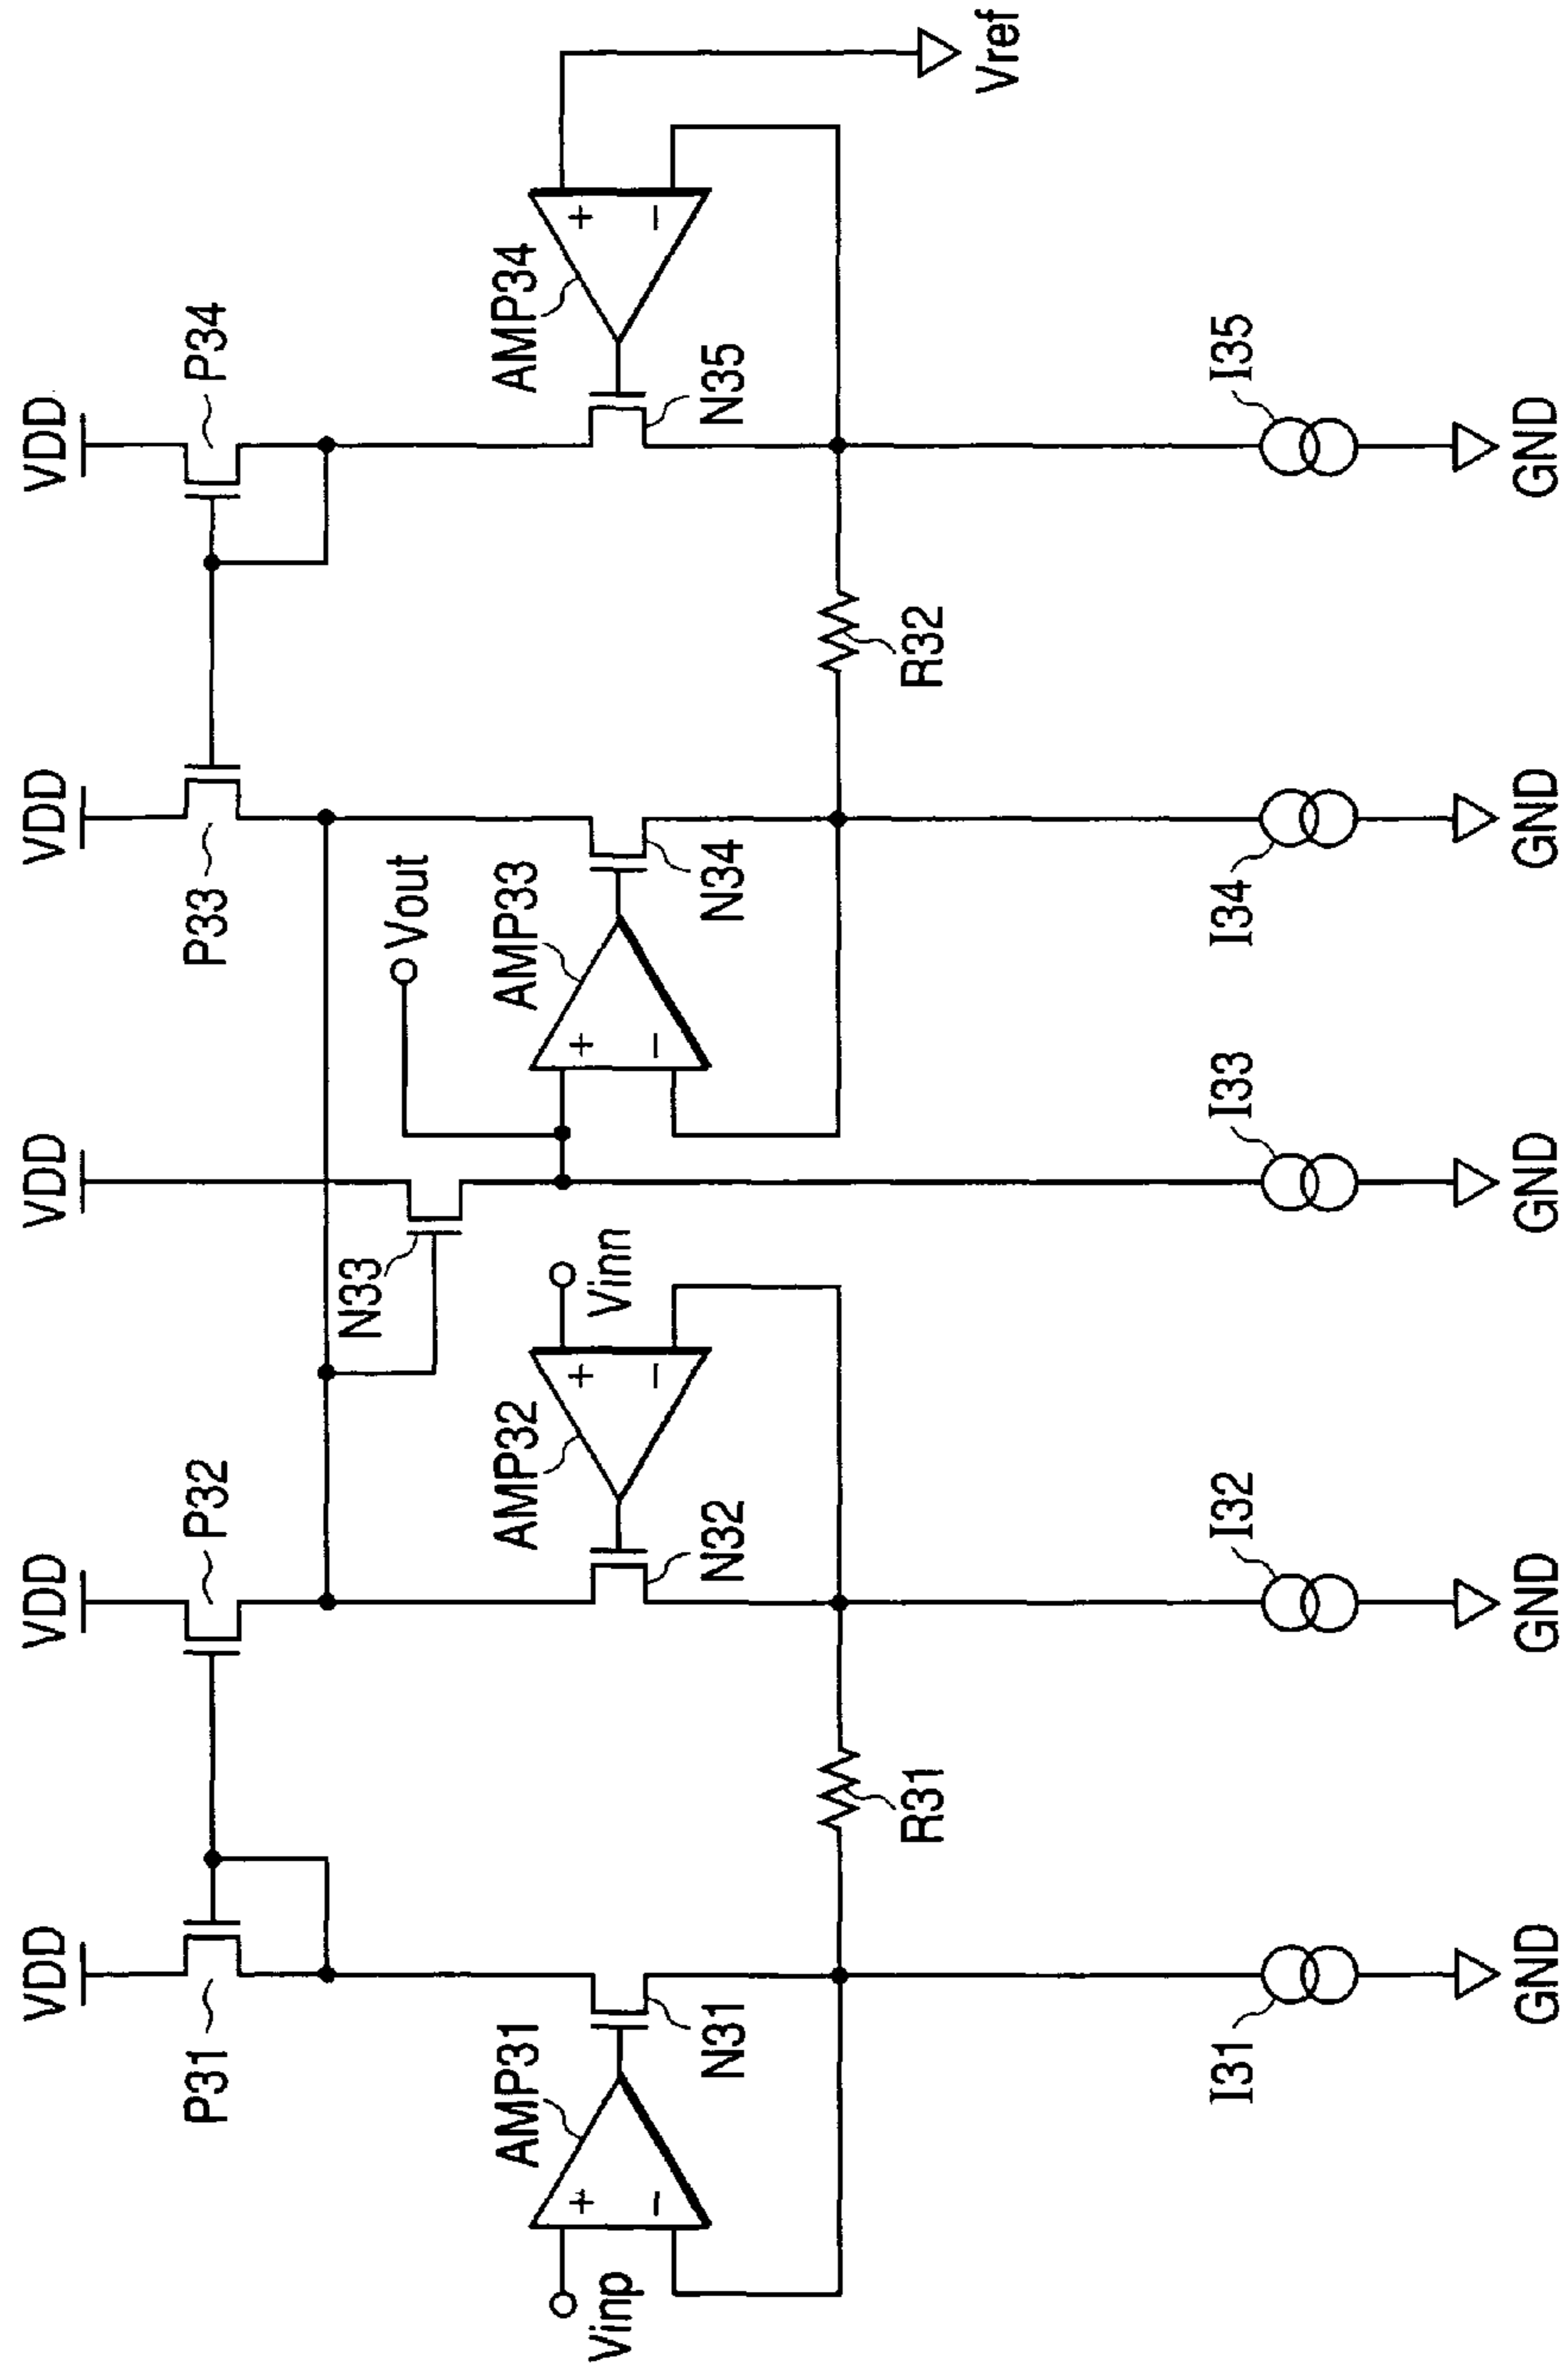 VDD VDD VDD VDD VDD
P31 P32 P33 P34
N33
Vout
AMP31 AMP32 AMP33 AMP34
+ + + +
− − − −
Vinp Vinn
N31 N32 N34 N35
R31 R32
Vref
I31 I32 I33 I34 I35
GND GND GND GND GND